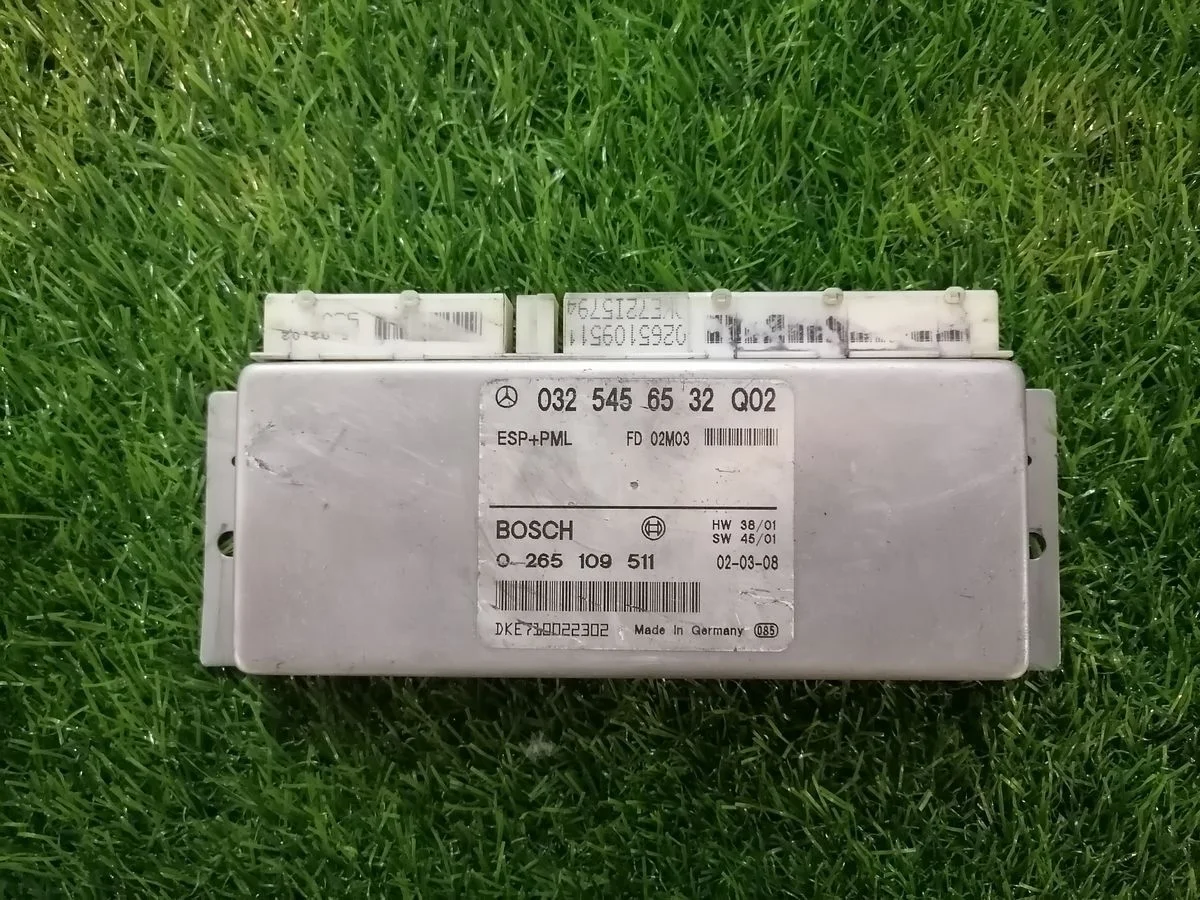 0265109511
032 545 65 32 Q02
ESP+PML FD 02M03
BOSCH HW 38/01
SW 45/01
0 265 109 511 02-03-08
Made in Germany 085